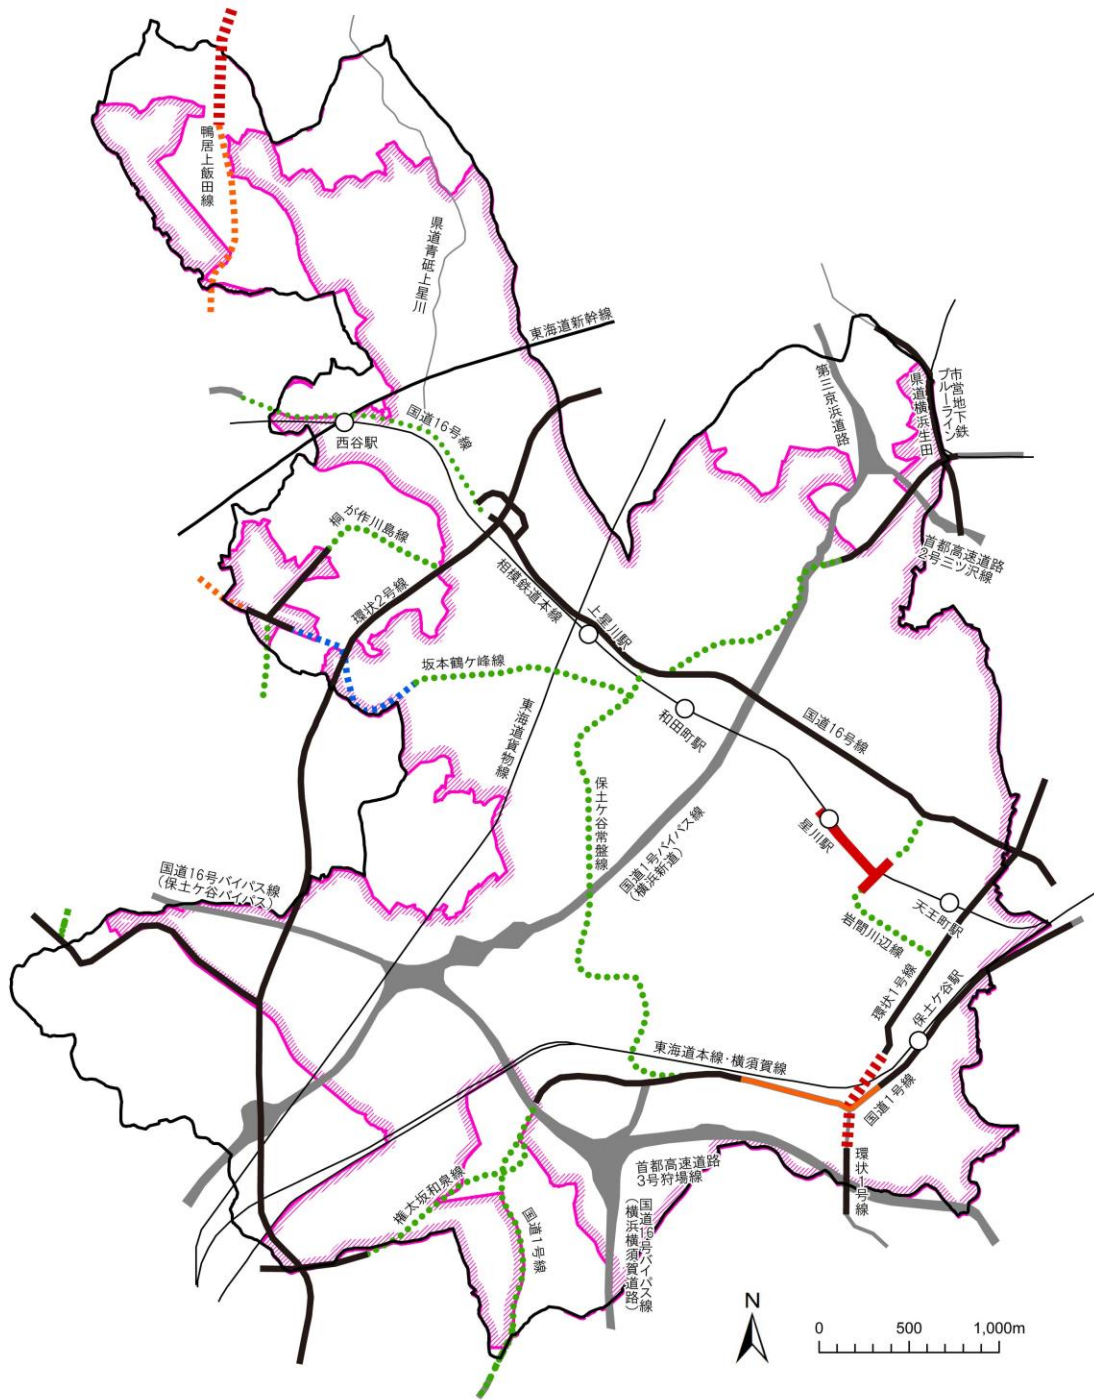 鴨居上飯田線
県道青砥上星川
東海道新幹線
国道16号線
西谷駅
第三京浜道路
県道横浜生田
市営地下鉄
ブルーライン
首都高速道路
2号三ツ沢線
桐が作川島線
環状2号線
相模鉄道本線
上星川駅
坂本鶴ケ峰線
東海道貨物線
和田町駅
国道16号線
保土ケ谷常盤線
国道1号バイパス線
(横浜新道)
星川駅
天王町駅
岩間川辺線
国道16号バイパス線
(保土ケ谷バイパス)
環状1号線
保土ケ谷駅
東海道本線・横須賀線
国道1号線
環状1号線
首都高速道路
3号狩場線
国道16号バイパス線
(横浜横須賀道路)
権太坂和泉線
国道1号線
N
0 500 1,000m